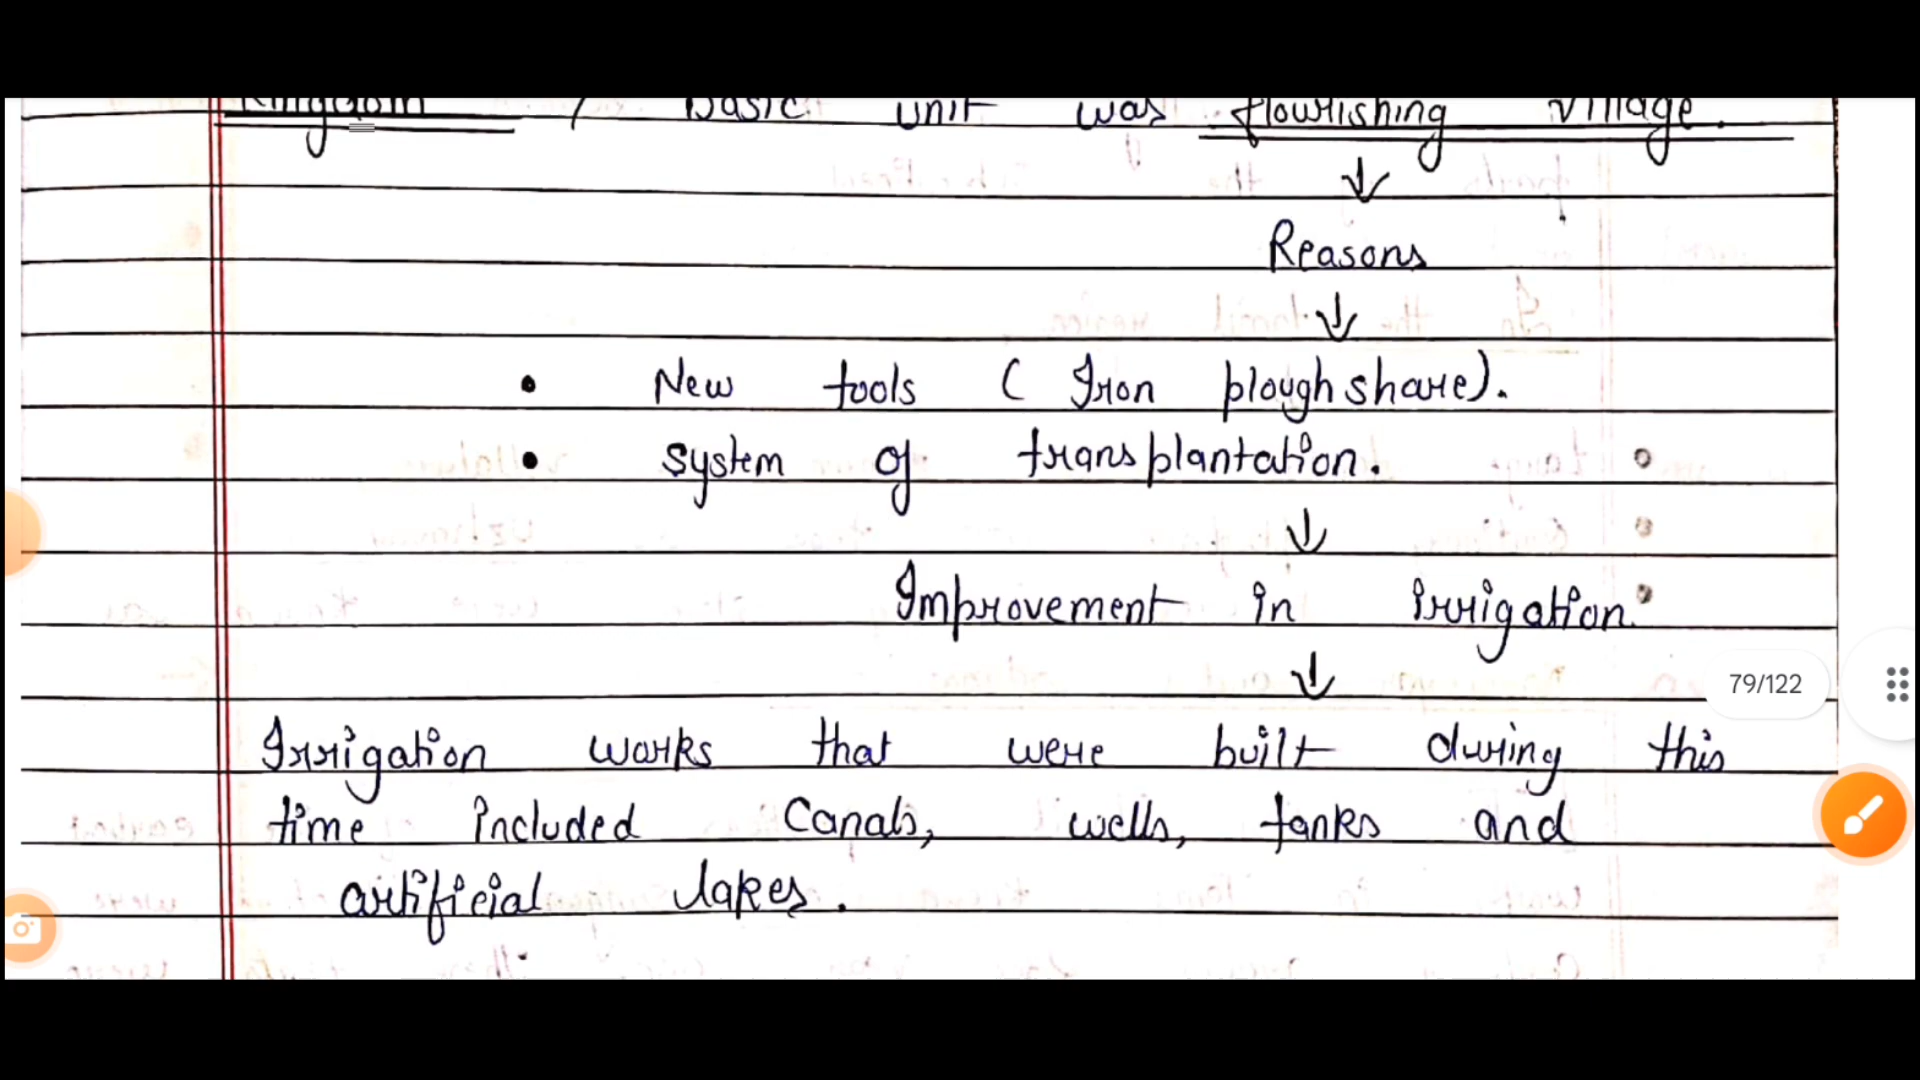 Kingdom / basic unit was flourishing village.
↓
Reasons
↓
• New tools ( Iron ploughshare).
• system of transplantation.
↓
Improvement in irrigation.
↓
79/122
Irrigation works that were built during this
time included Canals, wells, tanks and
artificial lakes.